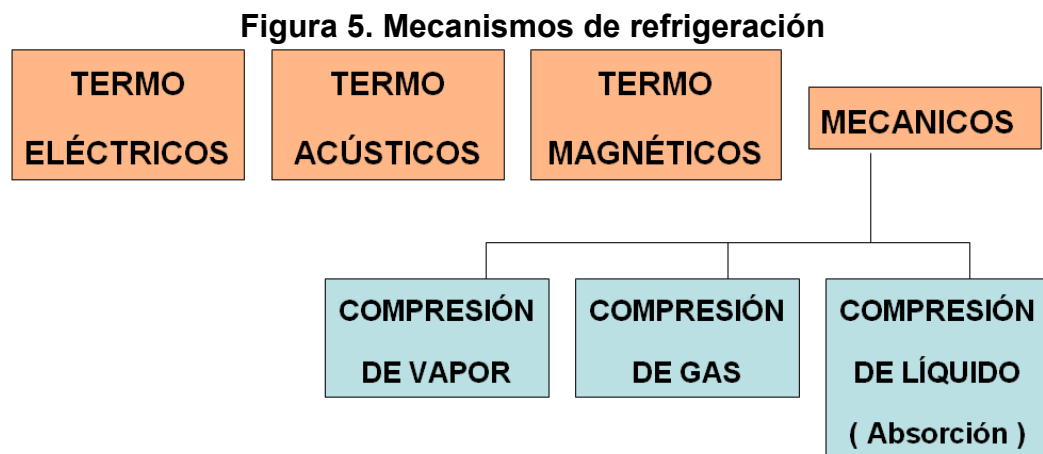 Figura 5. Mecanismos de refrigeración
TERMO
ELÉCTRICOS
TERMO
ACÚSTICOS
TERMO
MAGNÉTICOS
MECANICOS
COMPRESIÓN
DE VAPOR
COMPRESIÓN
DE GAS
COMPRESIÓN
DE LÍQUIDO
( Absorción )